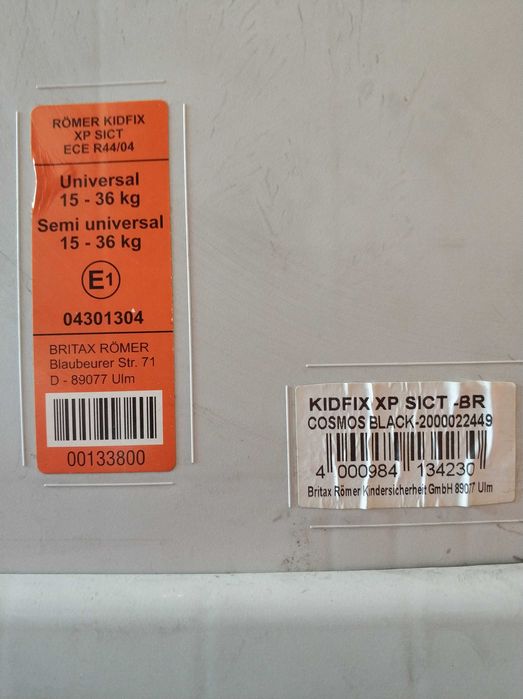 RÖMER KIDFIX
XP SICT
ECE R44/04
Universal
15 - 36 kg
Semi universal
15 - 36 kg
E1
04301304
BRITAX RÖMER
Blaubeurer Str. 71
D - 89077 Ulm
00133800
KIDFIX XP SICT -BR
COSMOS BLACK-2000022449
4 000984 134230
Britax Römer Kindersicherheit GmbH 89077 Ulm